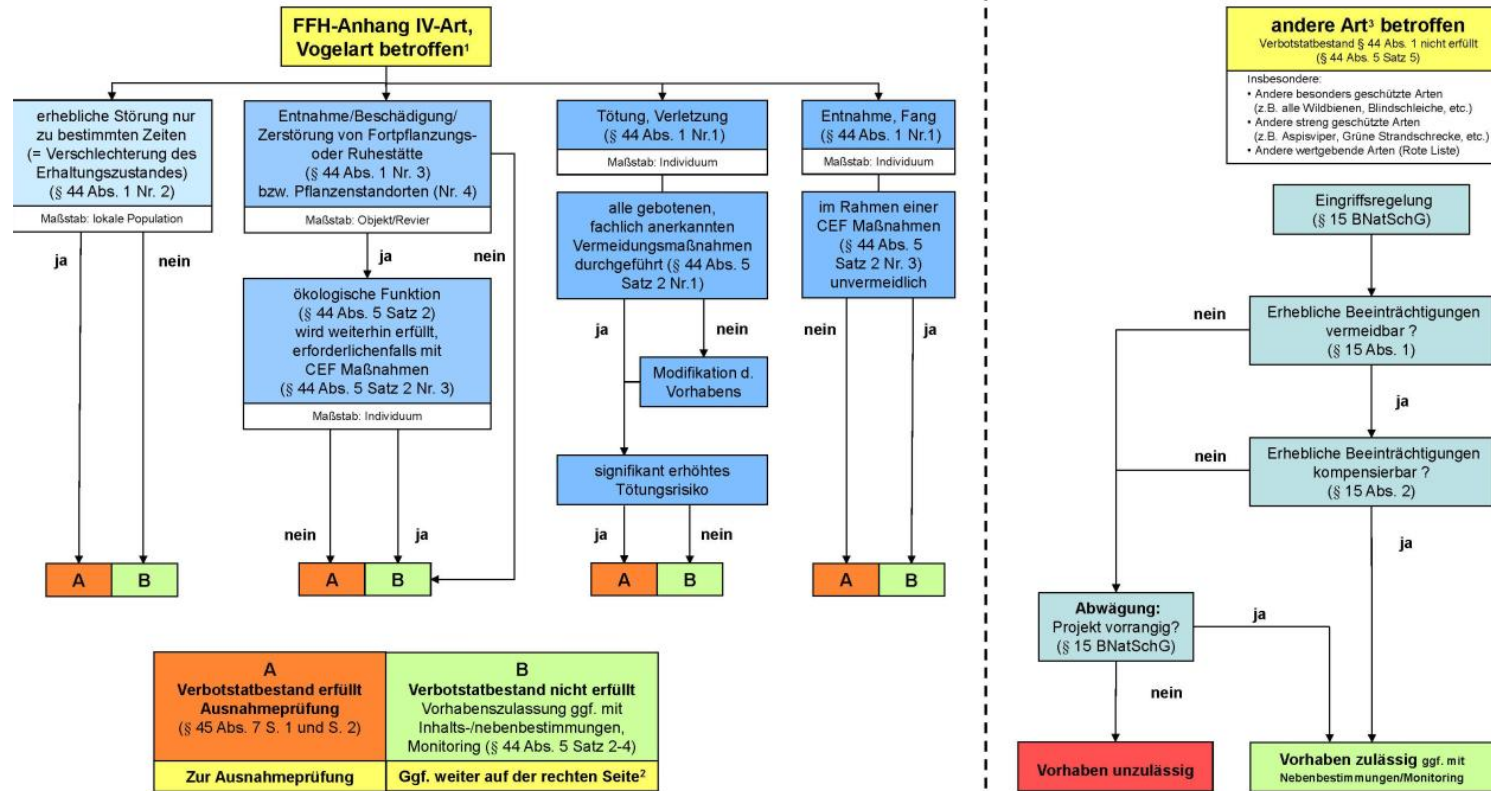 FFH-Anhang IV-Art,
Vogelart betroffen¹
erhebliche Störung nur
zu bestimmten Zeiten
(= Verschlechterung des
Erhaltungszustandes)
(§ 44 Abs. 1 Nr. 2)
Maßstab: lokale Population
ja
nein
A
B
Entnahme/Beschädigung/
Zerstörung von Fortpflanzungs-
oder Ruhestätte
(§ 44 Abs. 1 Nr. 3)
bzw. Pflanzenstandorten (Nr. 4)
Maßstab: Objekt/Revier
ja
nein
ökologische Funktion
(§ 44 Abs. 5 Satz 2)
wird weiterhin erfüllt,
erforderlichenfalls mit
CEF Maßnahmen
(§ 44 Abs. 5 Satz 2 Nr. 3)
Maßstab: Individuum
nein
ja
A
B
Tötung, Verletzung
(§ 44 Abs. 1 Nr.1)
Maßstab: Individuum
alle gebotenen,
fachlich anerkannten
Vermeidungsmaßnahmen
durchgeführt (§ 44 Abs. 5
Satz 2 Nr.1)
ja
nein
Modifikation d.
Vorhabens
signifikant erhöhtes
Tötungsrisiko
ja
nein
A
B
Entnahme, Fang
(§ 44 Abs. 1 Nr.1)
Maßstab: Individuum
im Rahmen einer
CEF Maßnahmen
(§ 44 Abs. 5
Satz 2 Nr. 3)
unvermeidlich
nein
ja
A
B
A
Verbotstatbestand erfüllt
Ausnahmeprüfung
(§ 45 Abs. 7 S. 1 und S. 2)
Zur Ausnahmeprüfung
B
Verbotstatbestand nicht erfüllt
Vorhabenszulassung ggf. mit
Inhalts-/nebenbestimmungen,
Monitoring (§ 44 Abs. 5 Satz 2-4)
Ggf. weiter auf der rechten Seite²
andere Art³ betroffen
Verbotstatbestand § 44 Abs. 1 nicht erfüllt
(§ 44 Abs. 5 Satz 5)
Insbesondere:
• Andere besonders geschützte Arten
(z.B. alle Wildbienen, Blindschleiche, etc.)
• Andere streng geschützte Arten
(z.B. Aspisviper, Grüne Strandschrecke, etc.)
• Andere wertgebende Arten (Rote Liste)
Eingriffsregelung
(§ 15 BNatSchG)
nein
Erhebliche Beeinträchtigungen
vermeidbar ?
(§ 15 Abs. 1)
ja
nein
Erhebliche Beeinträchtigungen
kompensierbar ?
(§ 15 Abs. 2)
ja
Abwägung:
Projekt vorrangig?
(§ 15 BNatSchG)
ja
nein
Vorhaben unzulässig
Vorhaben zulässig ggf. mit
Nebenbestimmungen/Monitoring